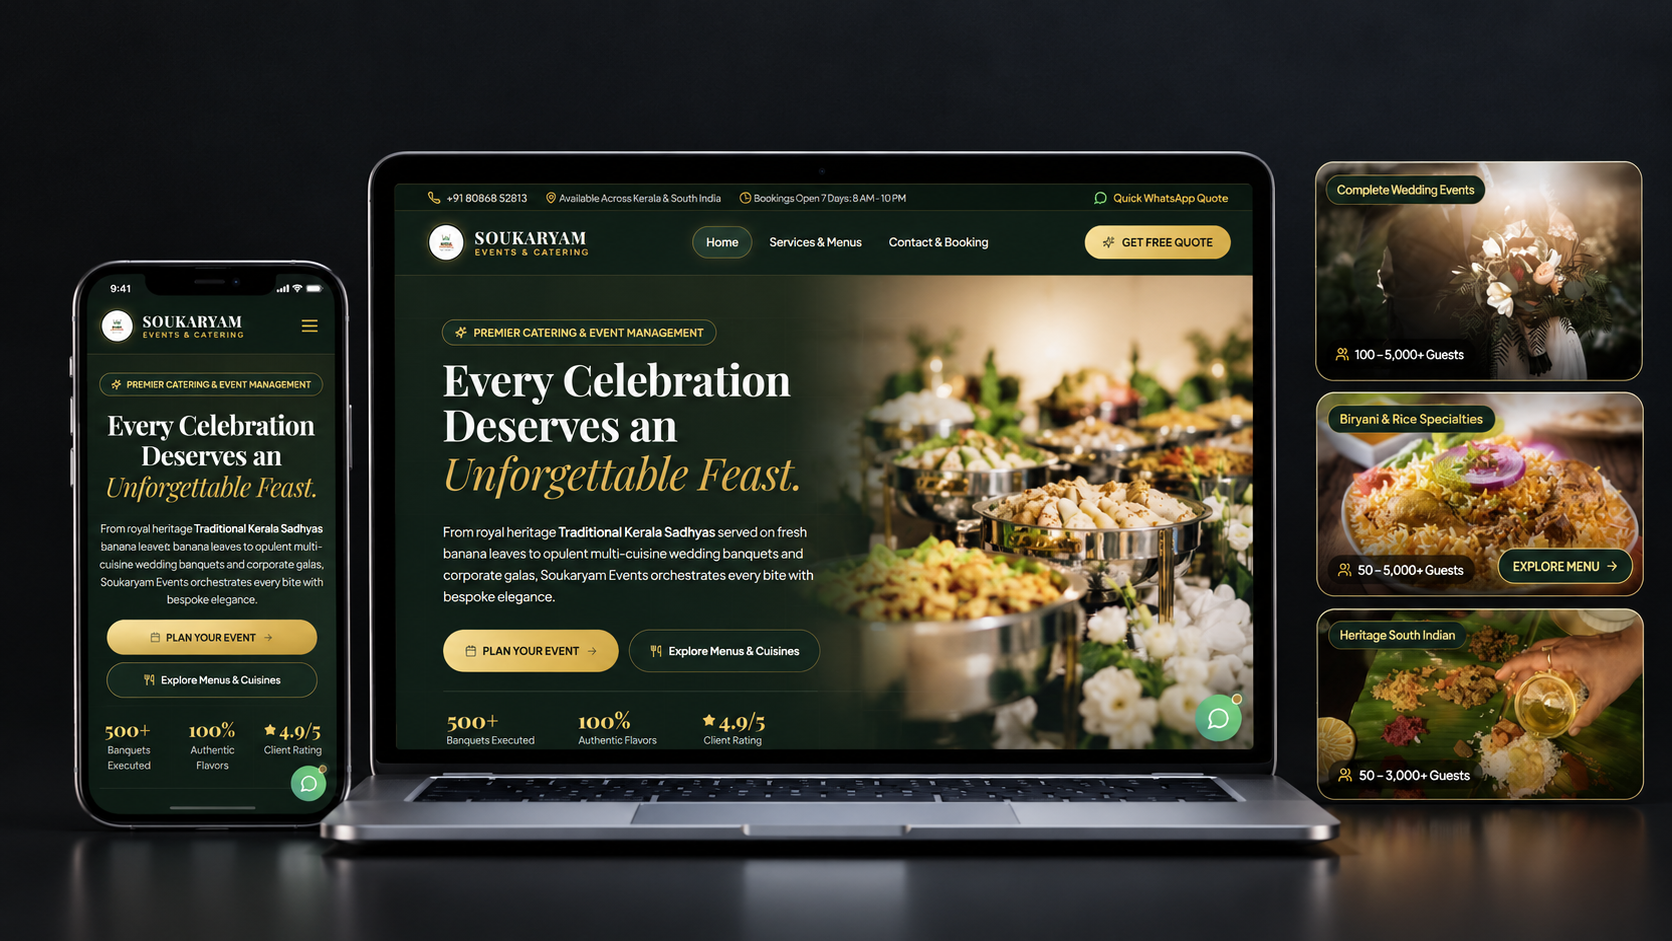 9:41
SOUKARYAM
EVENTS & CATERING
PREMIER CATERING & EVENT MANAGEMENT
Every Celebration
Deserves an
Unforgettable Feast.
From royal heritage Traditional Kerala Sadhyas
banana leavet: banana leaves to opulent multi-
cuisine wedding banquets and corporate galas,
Soukaryam Events orchestrates every bite with
bespoke elegance.
PLAN YOUR EVENT →
Explore Menus & Cuisines
500+
Banquets
Executed
100%
Authentic
Flavors
★ 4.9/5
Client Rating
+91 80868 52813
Available Across Kerala & South India
Bookings Open 7 Days: 8 AM - 10 PM
Quick WhatsApp Quote
SOUKARYAM
EVENTS & CATERING
Home
Services & Menus
Contact & Booking
GET FREE QUOTE
PREMIER CATERING & EVENT MANAGEMENT
Every Celebration
Deserves an
Unforgettable Feast.
From royal heritage Traditional Kerala Sadhyas served on fresh
banana leaves to opulent multi-cuisine wedding banquets and
corporate galas, Soukaryam Events orchestrates every bite with
bespoke elegance.
PLAN YOUR EVENT →
Explore Menus & Cuisines
500+
Banquets Executed
100%
Authentic Flavors
★ 4.9/5
Client Rating
Complete Wedding Events
100 – 5,000+ Guests
Biryani & Rice Specialties
50 – 5,000+ Guests
EXPLORE MENU →
Heritage South Indian
50 – 3,000+ Guests